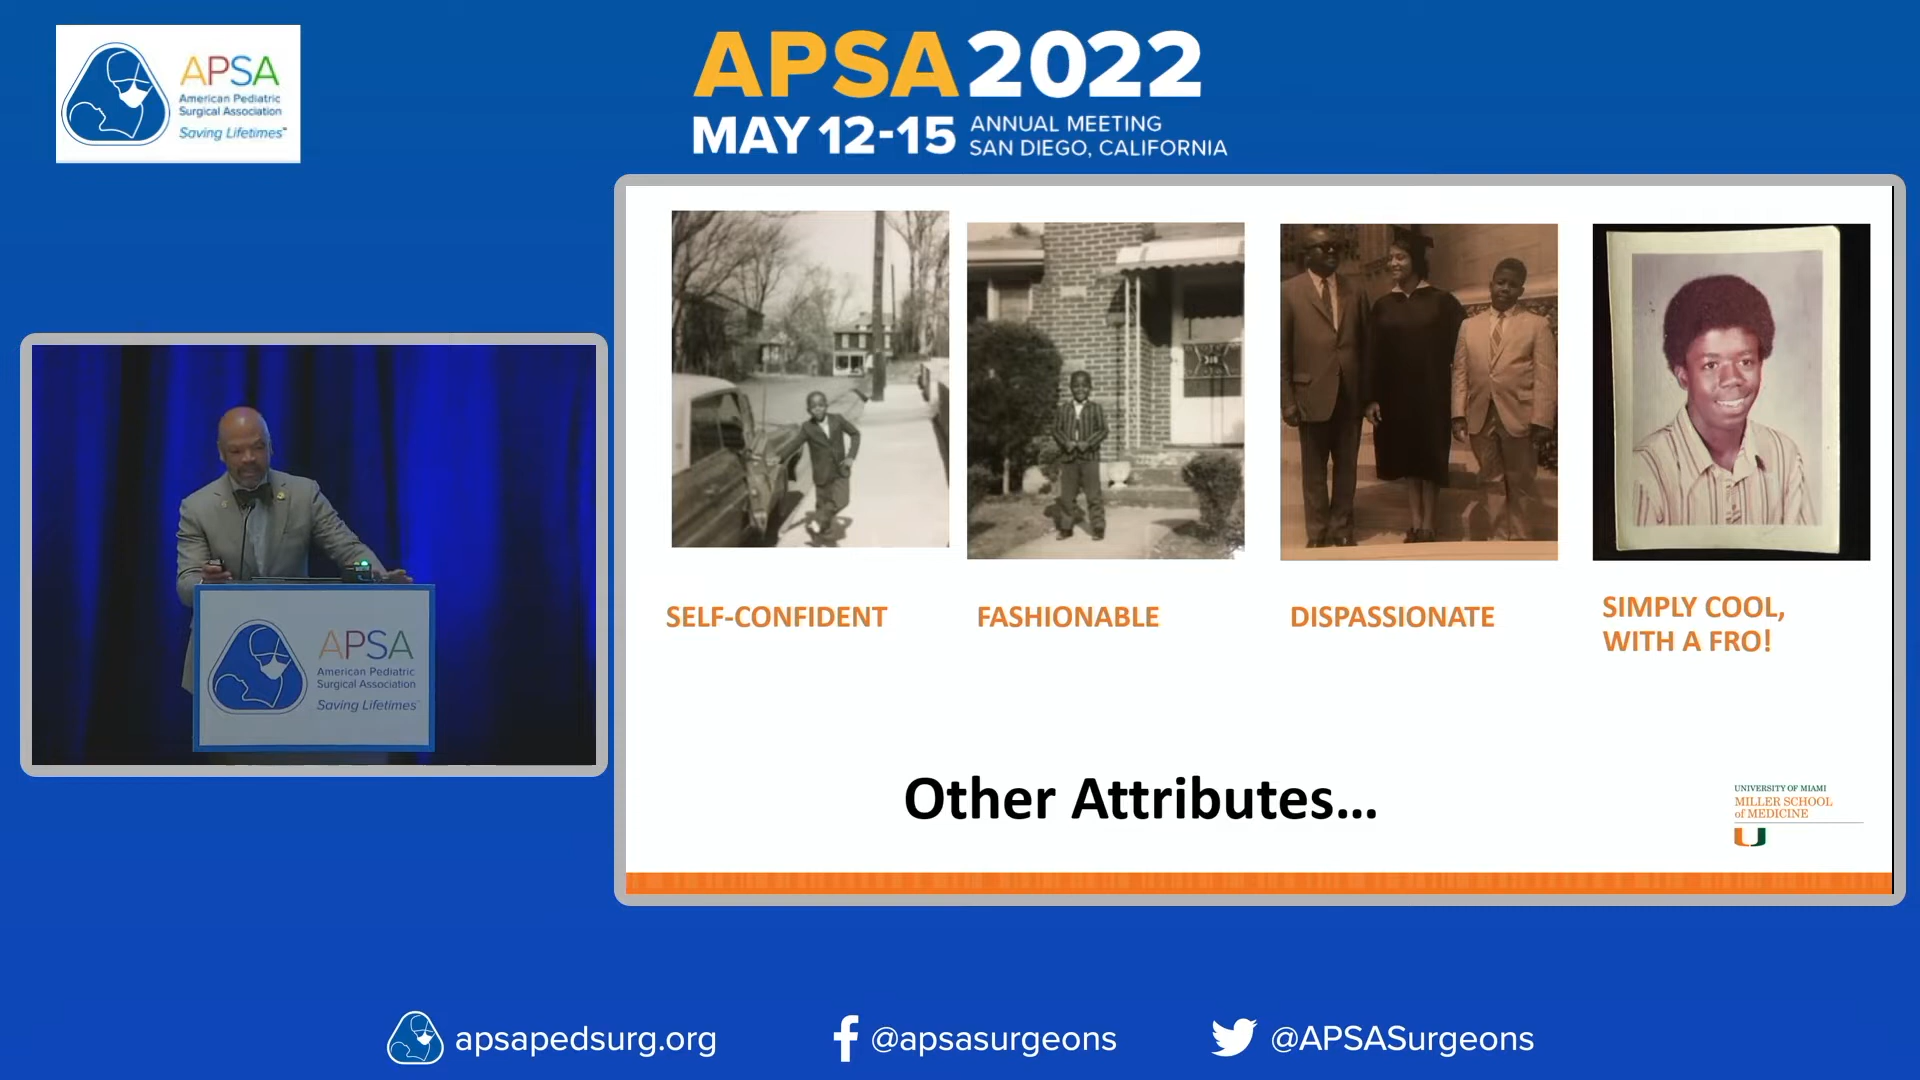 APSA
American Pediatric
Surgical Association
Saving Lifetimes™
APSA 2022
MAY 12-15
ANNUAL MEETING
SAN DIEGO, CALIFORNIA
APSA
American Pediatric
Surgical Association
Saving Lifetimes
SELF-CONFIDENT
FASHIONABLE
DISPASSIONATE
SIMPLY COOL,
WITH A FRO!
Other Attributes...
UNIVERSITY OF MIAMI
MILLER SCHOOL
of MEDICINE
U
apsapedsurg.org
@apsasurgeons
@APSASurgeons